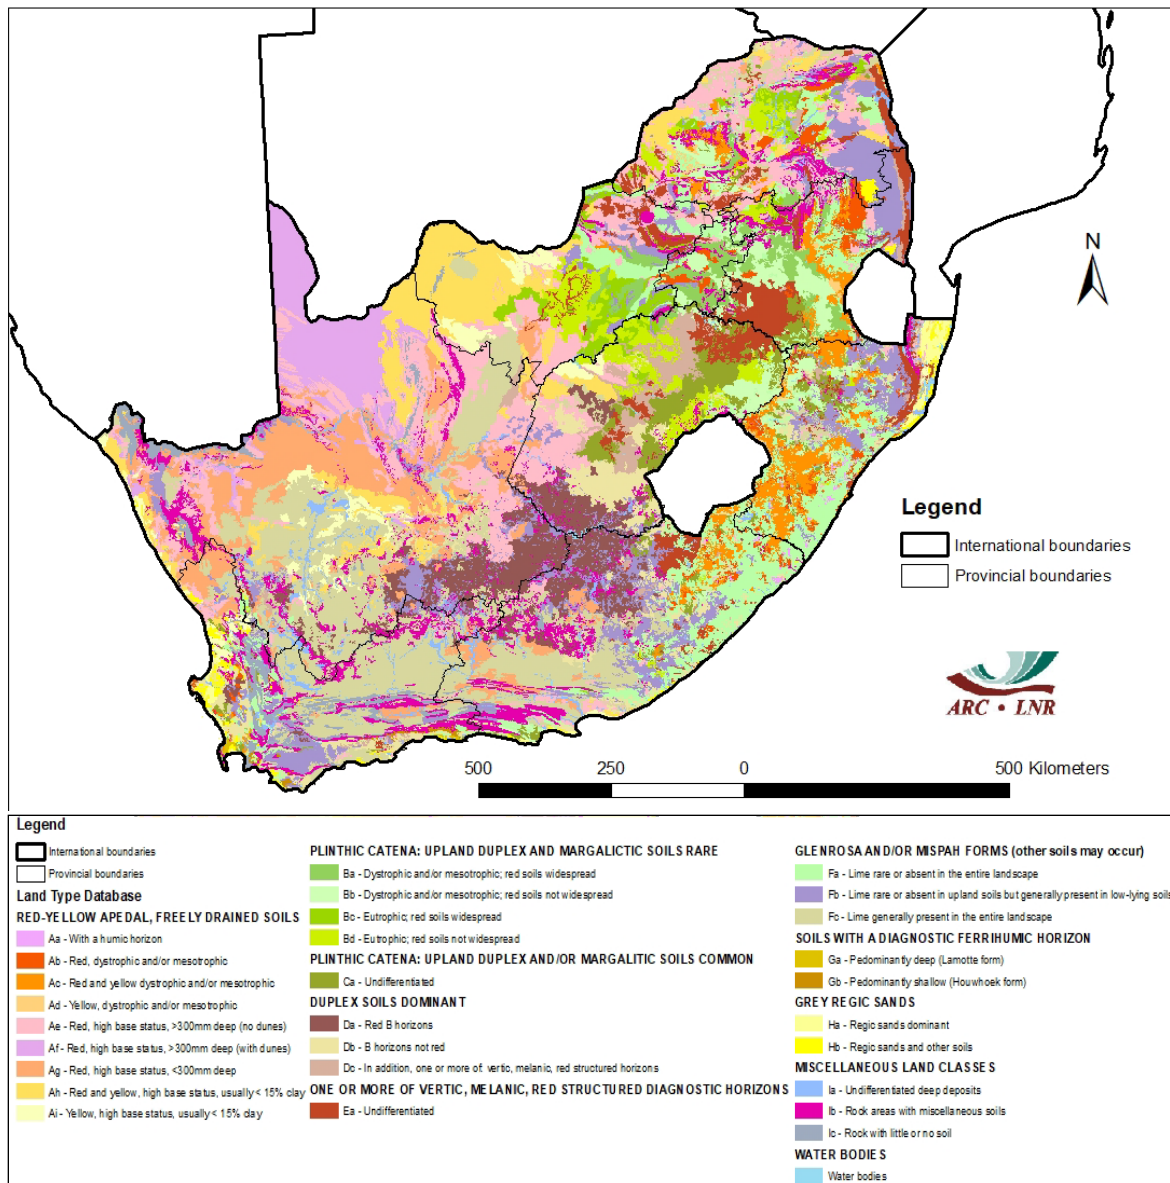 N
Legend
International boundaries
Provincial boundaries
ARC • LNR
500 250 0 500 Kilometers
Legend
International boundaries
Provincial boundaries
Land Type Database
RED-YELLOW APEDAL, FREELY DRAINED SOILS
Aa - With a humic horizon
Ab - Red, dystrophic and/or mesotrophic
Ac - Red and yellow dystrophic and/or mesotrophic
Ad - Yellow, dystrophic and/or mesotrophic
Ae - Red, high base status, >300mm deep (no dunes)
Af - Red, high base status, >300mm deep (with dunes)
Ag - Red, high base status, <300mm deep
Ah - Red and yellow, high base status, usually < 15% clay
Ai - Yellow, high base status, usually < 15% clay
PLINTHIC CATENA: UPLAND DUPLEX AND MARGALICTIC SOILS RARE
Ba - Dystrophic and/or mesotrophic; red soils widespread
Bb - Dystrophic and/or mesotrophic; red soils not widespread
Bc - Eutrophic; red soils widespread
Bd - Eutrophic; red soils not widespread
PLINTHIC CATENA: UPLAND DUPLEX AND/OR MARGALITIC SOILS COMMON
Ca - Undifferentiated
DUPLEX SOILS DOMINANT
Da - Red B horizons
Db - B horizons not red
Dc - In addition, one or more of vertic, melanic, red structured horizons
ONE OR MORE OF VERTIC, MELANIC, RED STRUCTURED DIAGNOSTIC HORIZONS
Ea - Undifferentiated
GLENROSA AND/OR MISPAH FORMS (other soils may occur)
Fa - Lime rare or absent in the entire landscape
Fb - Lime rare or absent in upland soils but generally present in low-lying soils
Fc - Lime generally present in the entire landscape
SOILS WITH A DIAGNOSTIC FERRIHUMIC HORIZON
Ga - Pedominantly deep (Lamotte form)
Gb - Pedominantly shallow (Houwhoek form)
GREY REGIC SANDS
Ha - Regic sands dominant
Hb - Regic sands and other soils
MISCELLANEOUS LAND CLASSES
Ia - Undifferentiated deep deposits
Ib - Rock areas with miscellaneous soils
Ic - Rock with little or no soil
WATER BODIES
Water bodies